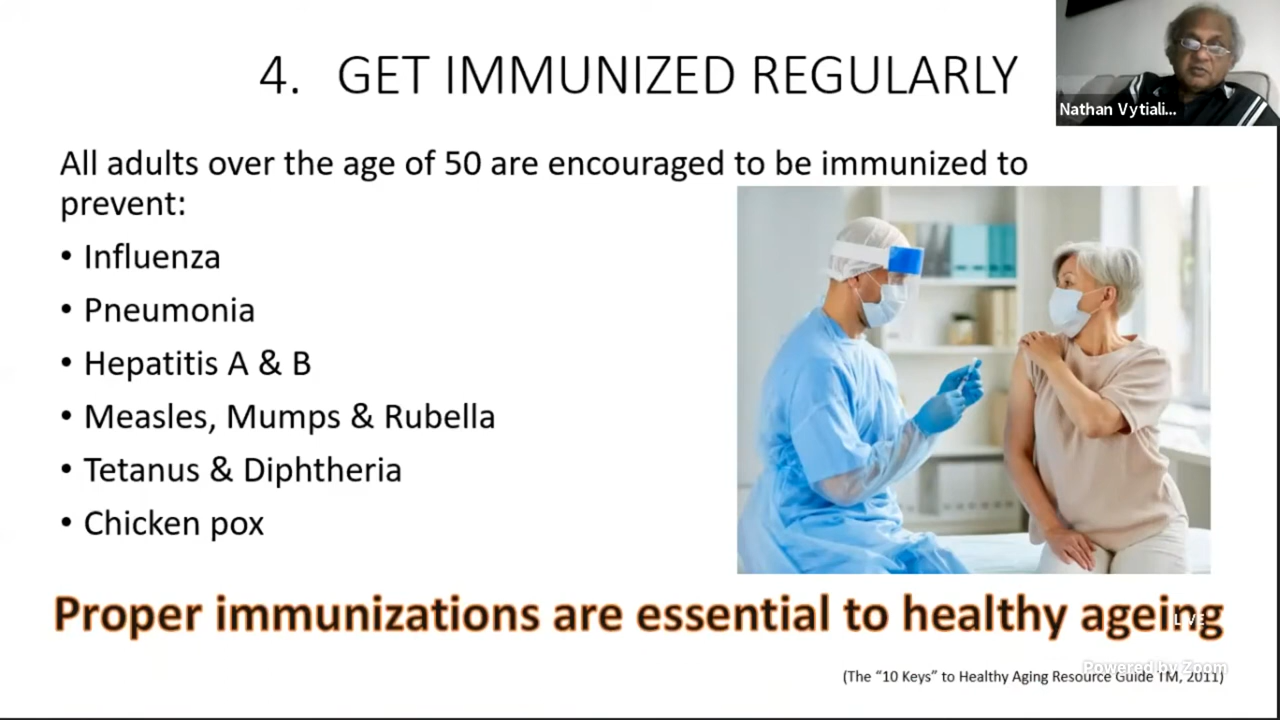 4. GET IMMUNIZED REGULARLY
Nathan Vytiali...
All adults over the age of 50 are encouraged to be immunized to
prevent:
• Influenza
• Pneumonia
• Hepatitis A & B
• Measles, Mumps & Rubella
• Tetanus & Diphtheria
• Chicken pox
Proper immunizations are essential to healthy ageing
LIVE
Powered by Zoom
(The “10 Keys” to Healthy Aging Resource Guide TM, 2011)